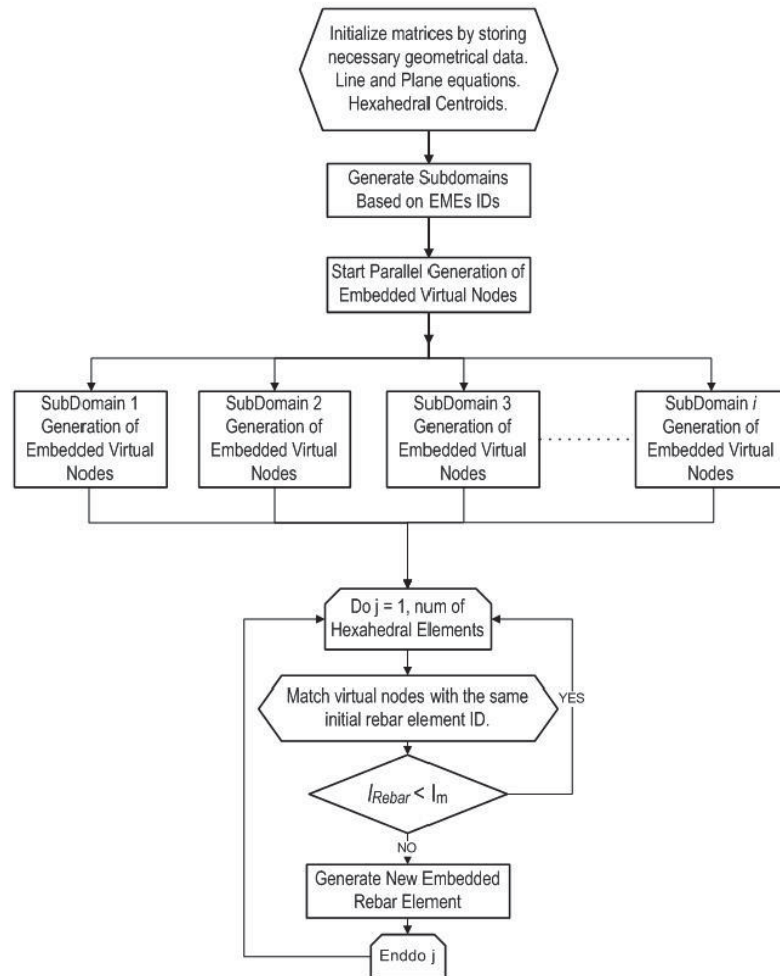 Initialize matrices by storing
necessary geometrical data.
Line and Plane equations.
Hexahedral Centroids.
Generate Subdomains
Based on EMEs IDs
Start Parallel Generation of
Embedded Virtual Nodes
SubDomain 1
Generation of
Embedded Virtual
Nodes
SubDomain 2
Generation of
Embedded Virtual
Nodes
SubDomain 3
Generation of
Embedded Virtual
Nodes
SubDomain i
Generation of
Embedded Virtual
Nodes
Do j = 1, num of
Hexahedral Elements
Match virtual nodes with the same
initial rebar element ID.
YES
lRebar < lm
NO
Generate New Embedded
Rebar Element
Enddo j